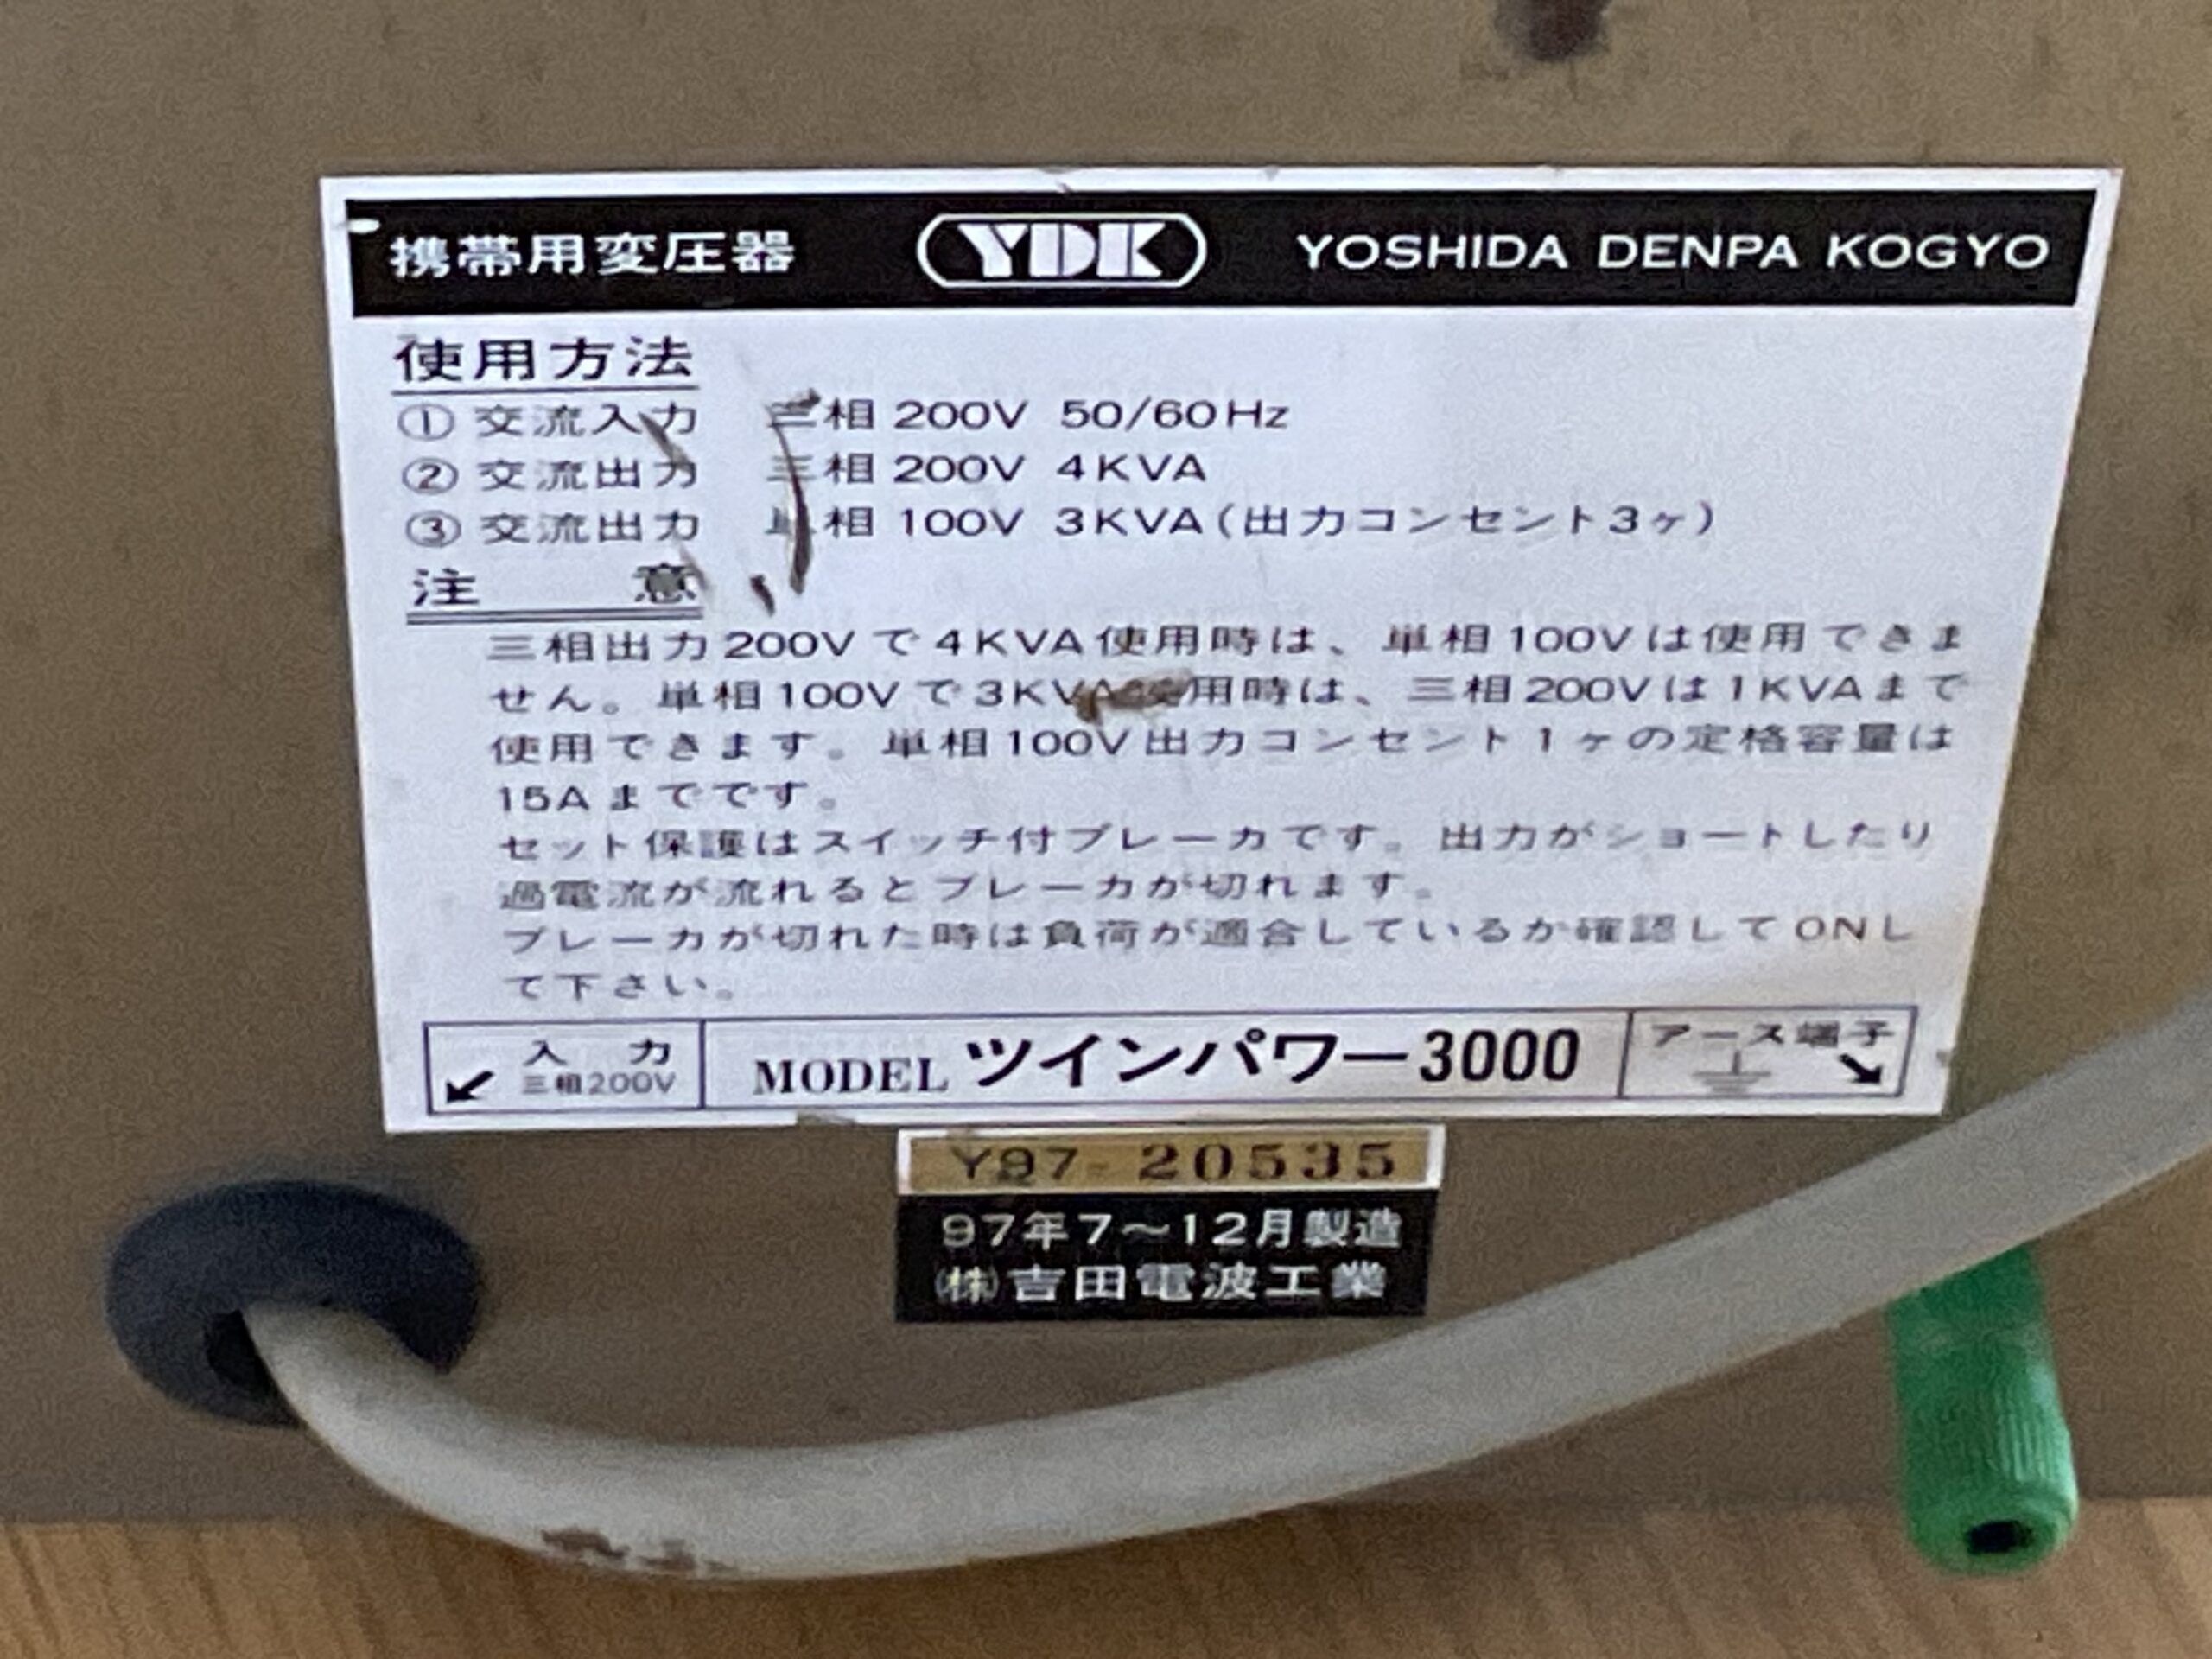 携帯用変圧器 YDK YOSHIDA DENPA KOGYO
使用方法
① 交流入力 三相 200V 50/60Hz
② 交流出力 三相 200V 4KVA
③ 交流出力 単相 100V 3KVA(出力コンセント3ヶ)
注 意
三相出力200Vで4KVA使用時は、単相100Vは使用できま
せん。単相100Vで3KVA使用時は、三相200Vは1KVAまで
使用できます。単相100V出力コンセント1ヶの定格容量は
15Aまでです。
セット保護はスイッチ付ブレーカです。出力がショートしたり
過電流が流れるとブレーカが切れます。
ブレーカが切れた時は負荷が適合しているか確認してONし
て下さい。
入 力
三相200V
MODEL ツインパワー3000
アース端子
Y97-20535
97年7～12月製造
㈱吉田電波工業